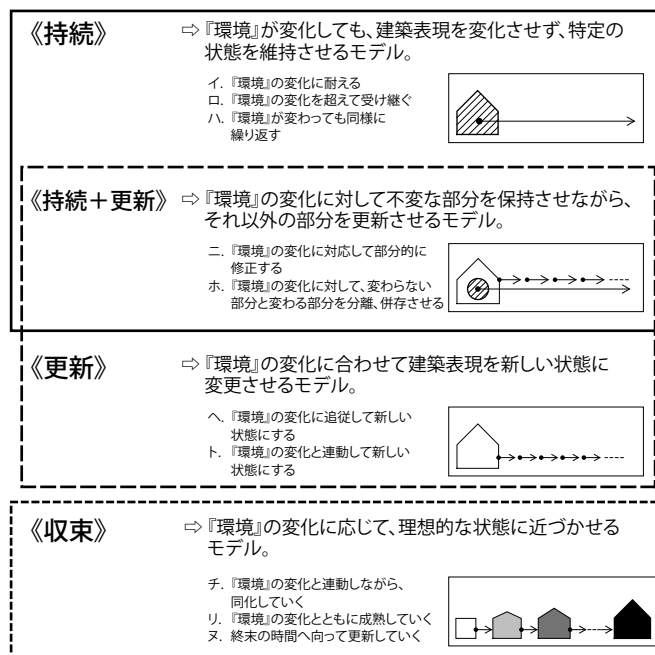 《持続》
⇨『環境』が変化しても、建築表現を変化させず、特定の
状態を維持させるモデル。
イ. 『環境』の変化に耐える
ロ. 『環境』の変化を超えて受け継ぐ
ハ. 『環境』が変わっても同様に
繰り返す
《持続＋更新》
⇨『環境』の変化に対して不変な部分を保持させながら、
それ以外の部分を更新させるモデル。
ニ. 『環境』の変化に対応して部分的に
修正する
ホ. 『環境』の変化に対して、変わらない
部分と変わる部分を分離、併存させる
《更新》
⇨『環境』の変化に合わせて建築表現を新しい状態に
変更させるモデル。
ヘ. 『環境』の変化に追従して新しい
状態にする
ト. 『環境』の変化と連動して新しい
状態にする
《収束》
⇨『環境』の変化に応じて、理想的な状態に近づかせる
モデル。
チ. 『環境』の変化と連動しながら、
同化していく
リ. 『環境』の変化とともに成熟していく
ヌ. 終末の時間へ向って更新していく